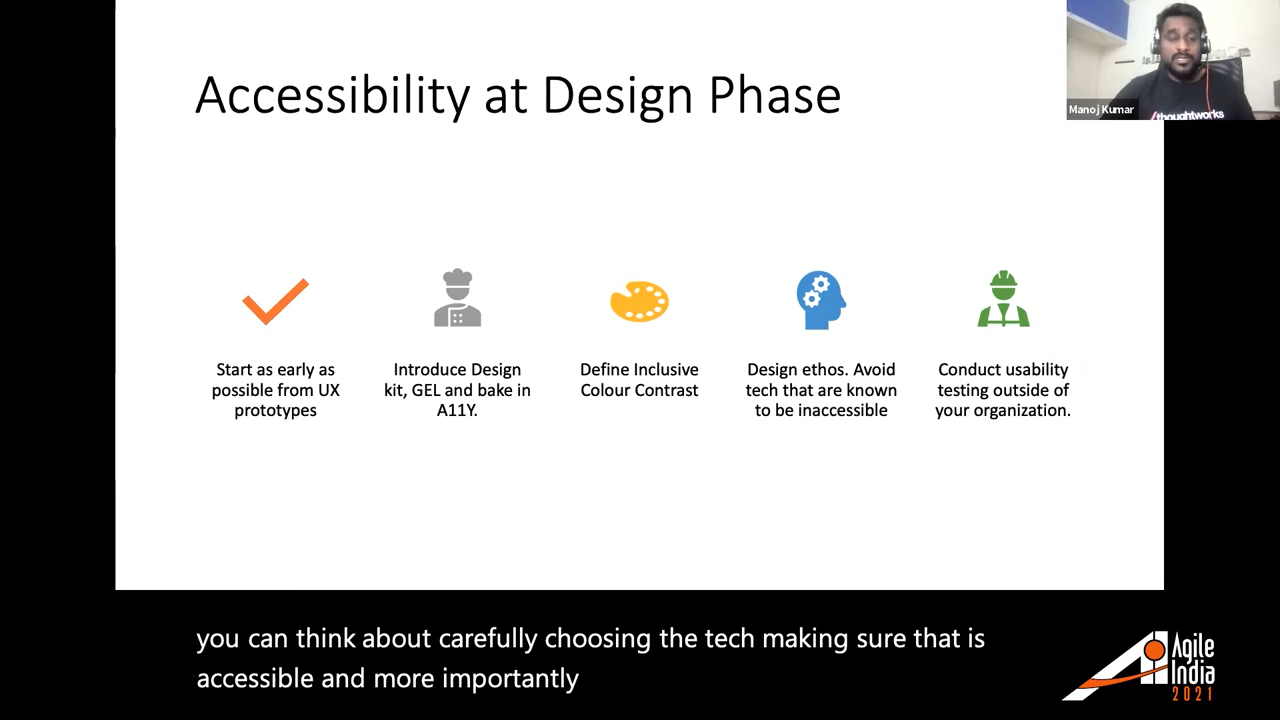 Accessibility at Design Phase
Manoj Kumar
/thoughtworks
Start as early as
possible from UX
prototypes
Introduce Design
kit, GEL and bake in
A11Y.
Define Inclusive
Colour Contrast
Design ethos. Avoid
tech that are known
to be inaccessible
Conduct usability
testing outside of
your organization.
you can think about carefully choosing the tech making sure that is
accessible and more importantly
Agile
India
2021